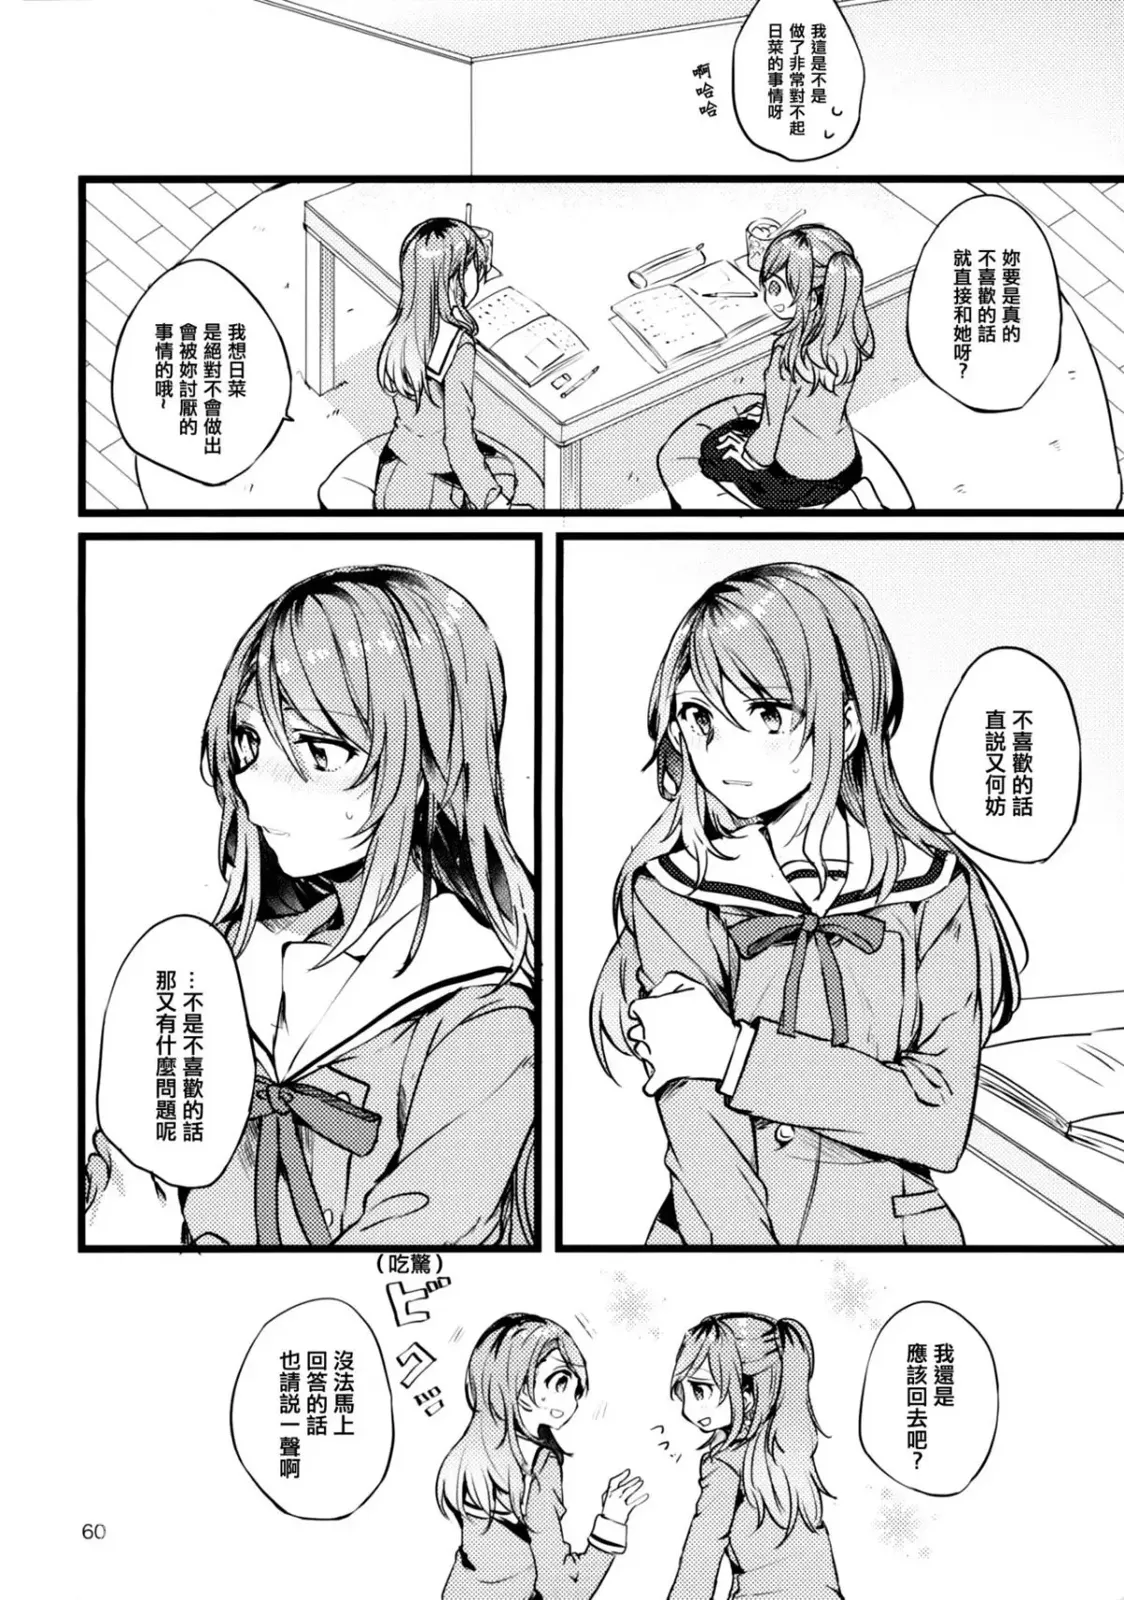 我這是不是
做了非常對不起
日菜的事情呀
啊哈哈
妳要是真的
不喜歡的話
就直接和她呀？
我想日菜
是絕對不會做出
會被妳討厭的
事情的哦~
不喜歡的話
直説又何妨
…不是不喜歡的話
那又有什麼問題呢
我還是
應該回去吧？
（吃驚）
ビクッ
沒法馬上
回答的話
也請説一聲啊
60